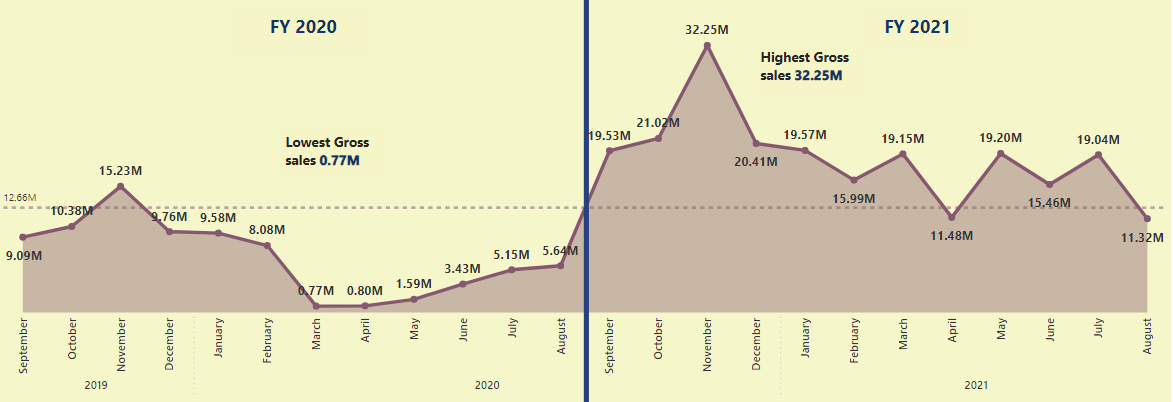 FY 2020
FY 2021
32.25M
Highest Gross
sales 32.25M
Lowest Gross
sales 0.77M
12.66M
9.09M
10.38M
15.23M
9.76M
9.58M
8.08M
0.77M
0.80M
1.59M
3.43M
5.15M
5.64M
19.53M
21.02M
20.41M
19.57M
15.99M
19.15M
11.48M
19.20M
15.46M
19.04M
11.32M
September
October
November
December
January
February
March
April
May
June
July
August
September
October
November
December
January
February
March
April
May
June
July
August
2019
2020
2021